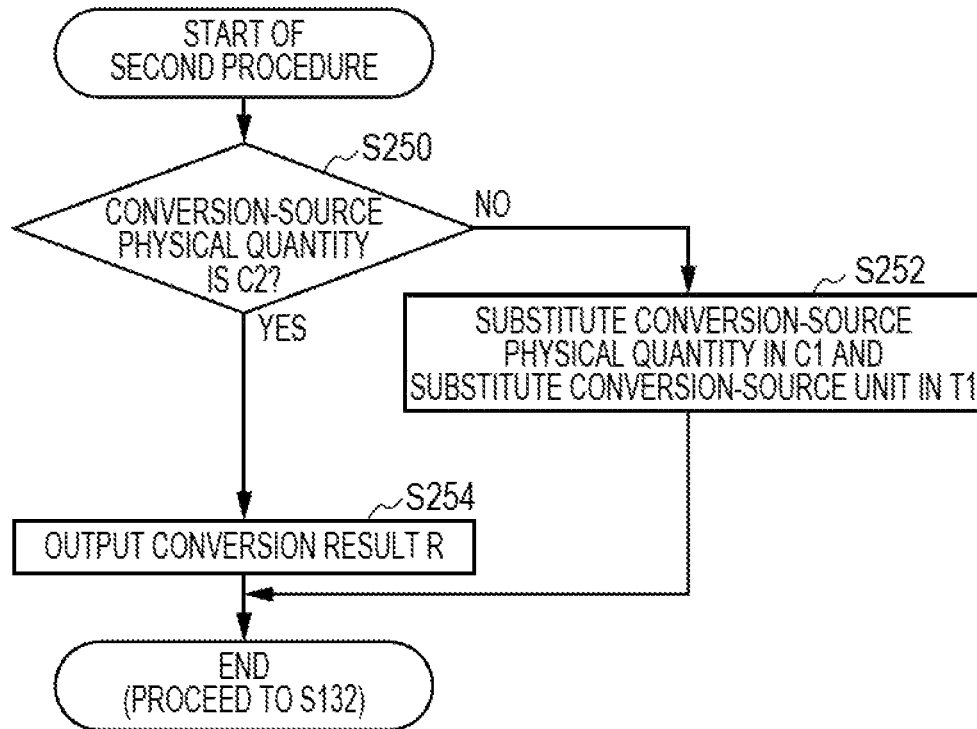 START OF
SECOND PROCEDURE
S250
CONVERSION-SOURCE
PHYSICAL QUANTITY
IS C2?
NO
YES
S252
SUBSTITUTE CONVERSION-SOURCE
PHYSICAL QUANTITY IN C1 AND
SUBSTITUTE CONVERSION-SOURCE UNIT IN T1
S254
OUTPUT CONVERSION RESULT R
END
(PROCEED TO S132)